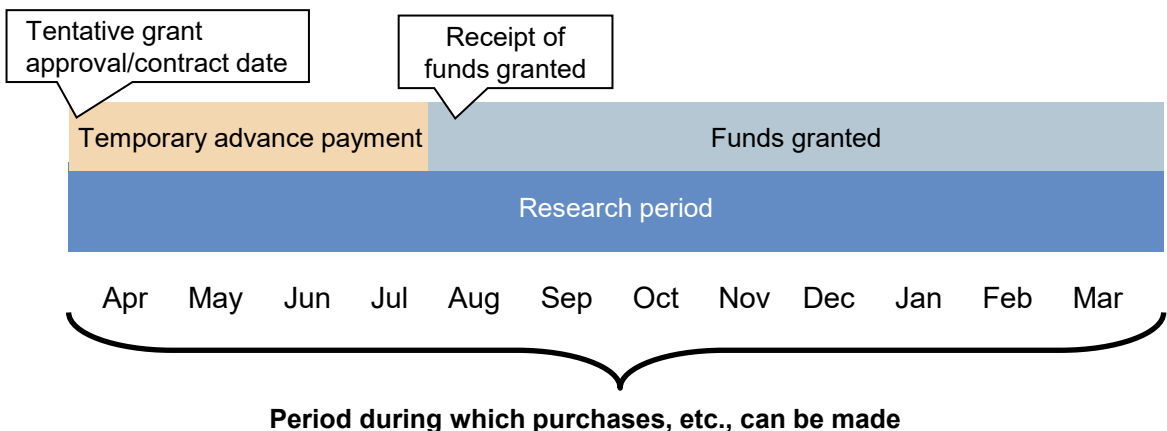 Tentative grant
approval/contract date
Receipt of
funds granted
Temporary advance payment
Funds granted
Research period
Apr May Jun Jul Aug Sep Oct Nov Dec Jan Feb Mar
Period during which purchases, etc., can be made